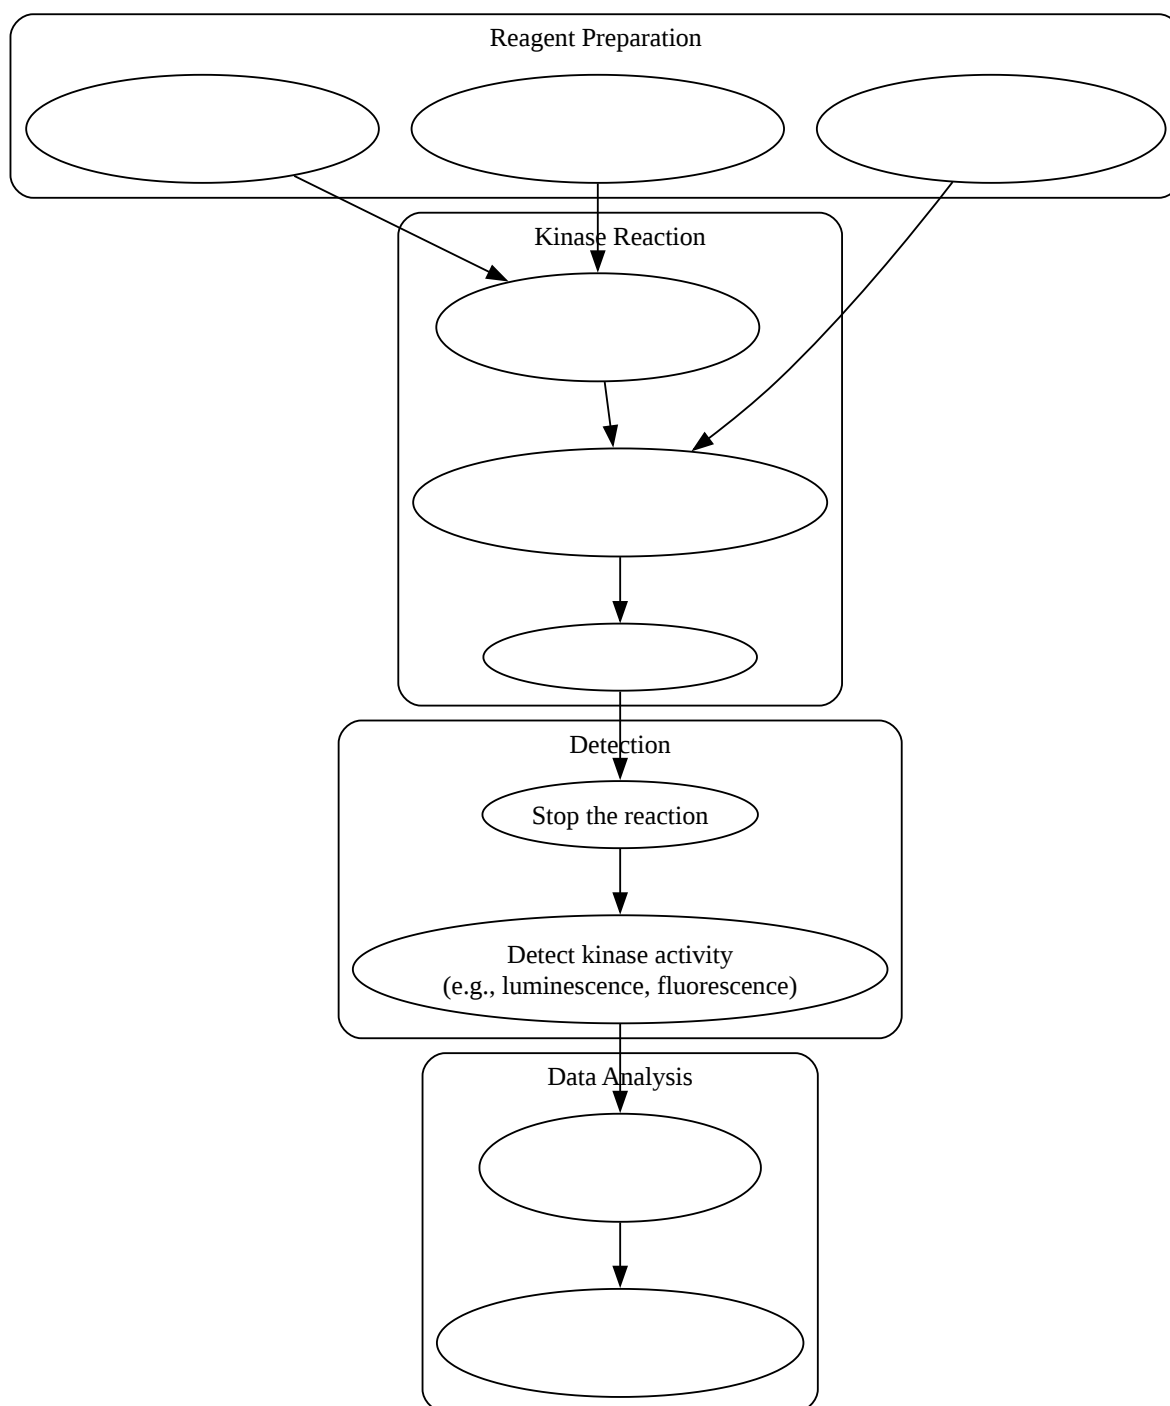 Reagent Preparation
Kinase Reaction
Detection
Stop the reaction
Detect kinase activity
(e.g., luminescence, fluorescence)
Data Analysis